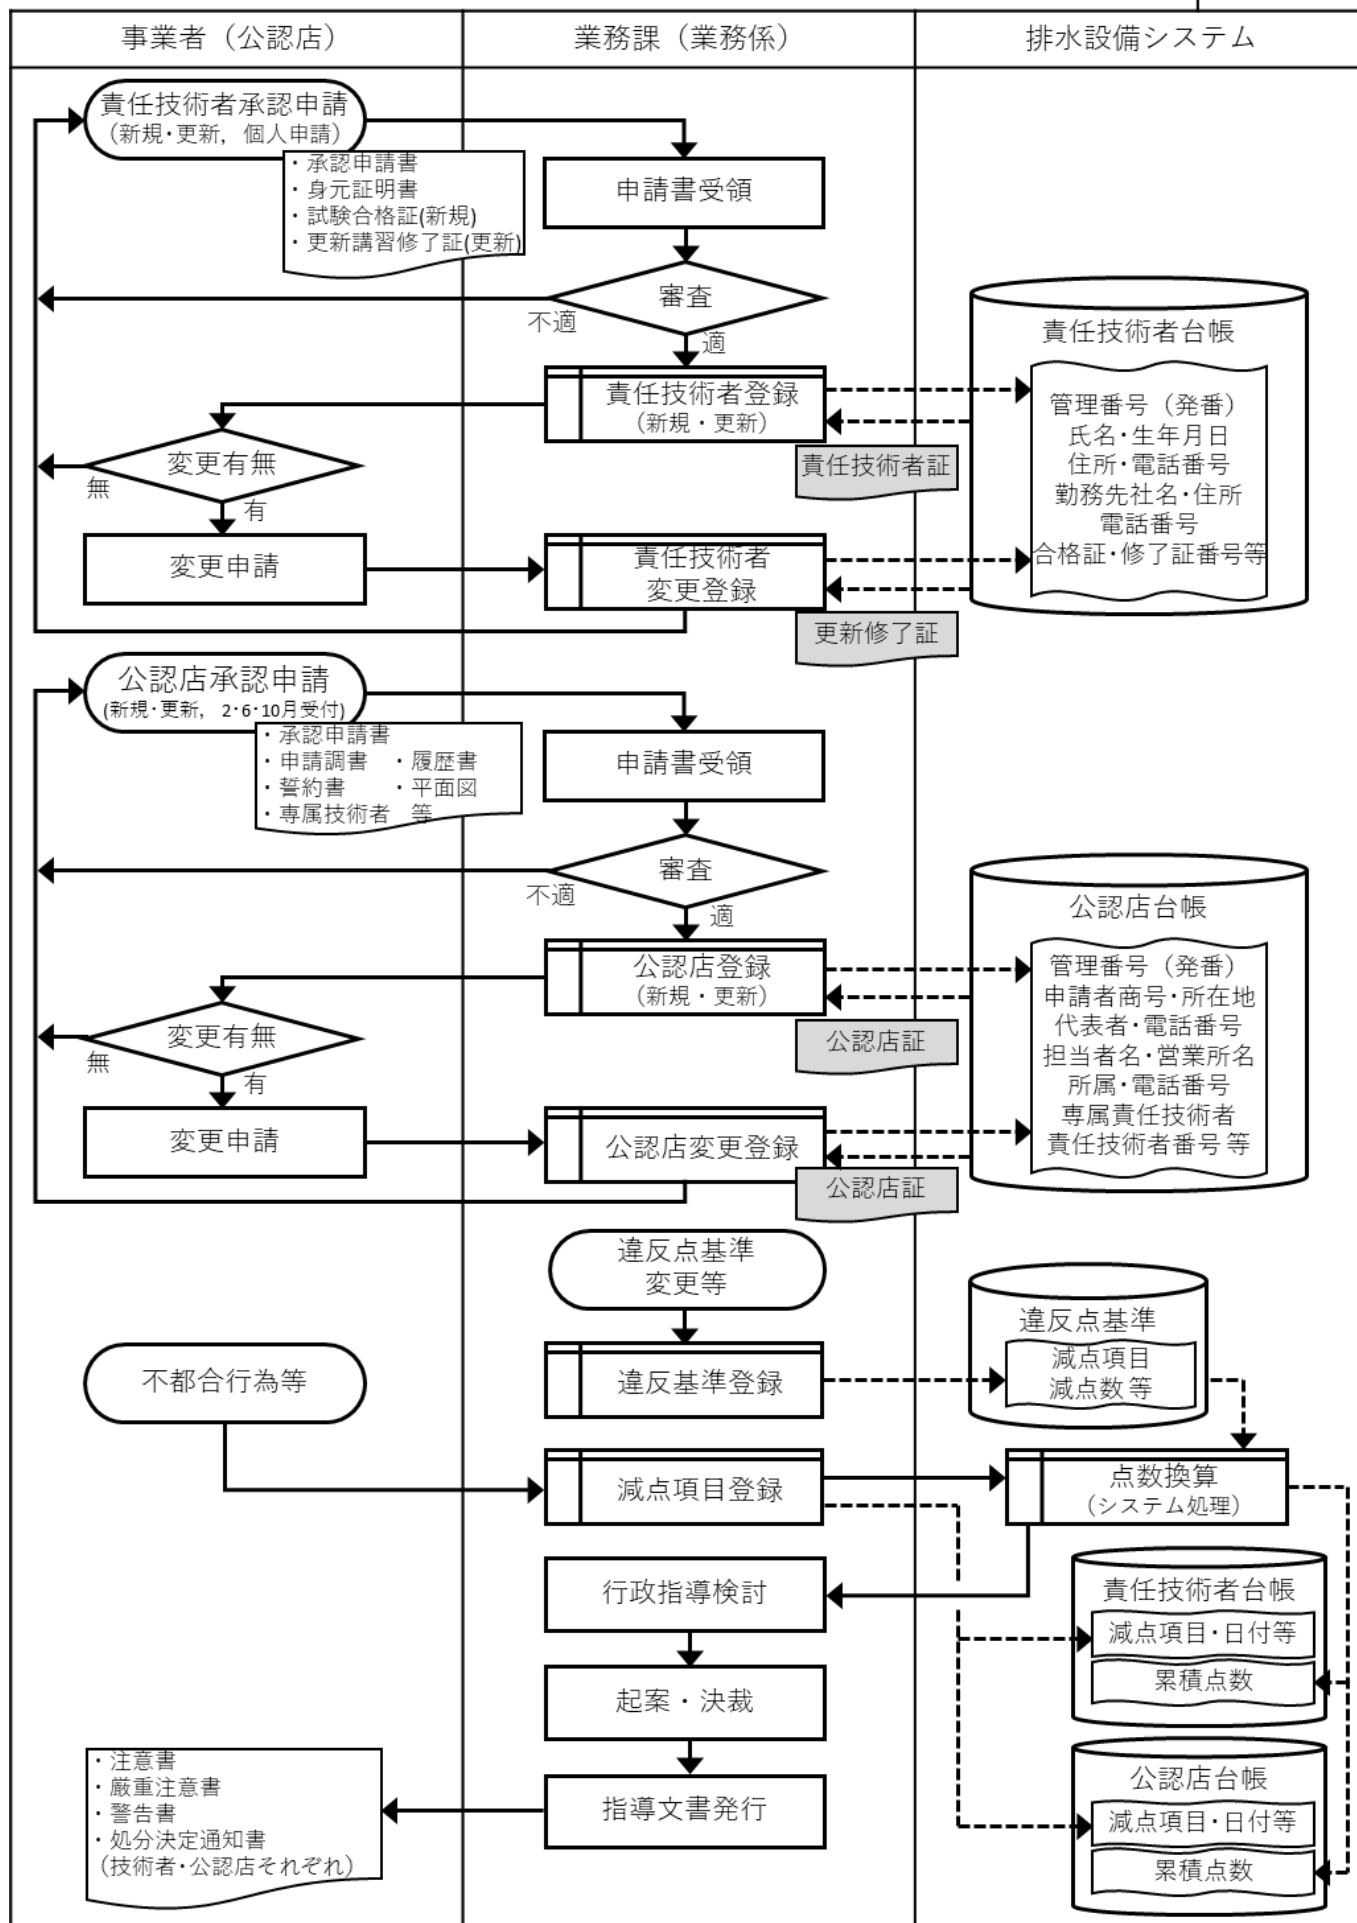 事業者（公認店）
業務課（業務係）
排水設備システム
責任技術者承認申請
（新規･更新，個人申請）
・承認申請書
・身元証明書
・試験合格証(新規)
・更新講習修了証(更新)
申請書受領
審査
不適
適
責任技術者登録
（新規・更新）
責任技術者証
変更有無
無
有
変更申請
責任技術者
変更登録
更新修了証
責任技術者台帳
管理番号（発番）
氏名･生年月日
住所･電話番号
勤務先社名･住所
電話番号
合格証･修了証番号等
公認店承認申請
(新規･更新，2･6･10月受付)
・承認申請書
・申請調書　・履歴書
・誓約書　　・平面図
・専属技術者　等
申請書受領
審査
不適
適
公認店登録
（新規・更新）
公認店証
変更有無
無
有
変更申請
公認店変更登録
公認店証
公認店台帳
管理番号（発番）
申請者商号･所在地
代表者･電話番号
担当者名･営業所名
所属･電話番号
専属責任技術者
責任技術者番号 等
違反点基準
変更等
違反点基準
減点項目
減点数 等
不都合行為等
違反基準登録
減点項目登録
点数換算
（システム処理）
行政指導検討
責任技術者台帳
減点項目･日付等
累積点数
起案・決裁
公認店台帳
減点項目･日付等
累積点数
指導文書発行
・注意書
・厳重注意書
・警告書
・処分決定通知書
（技術者･公認店それぞれ）